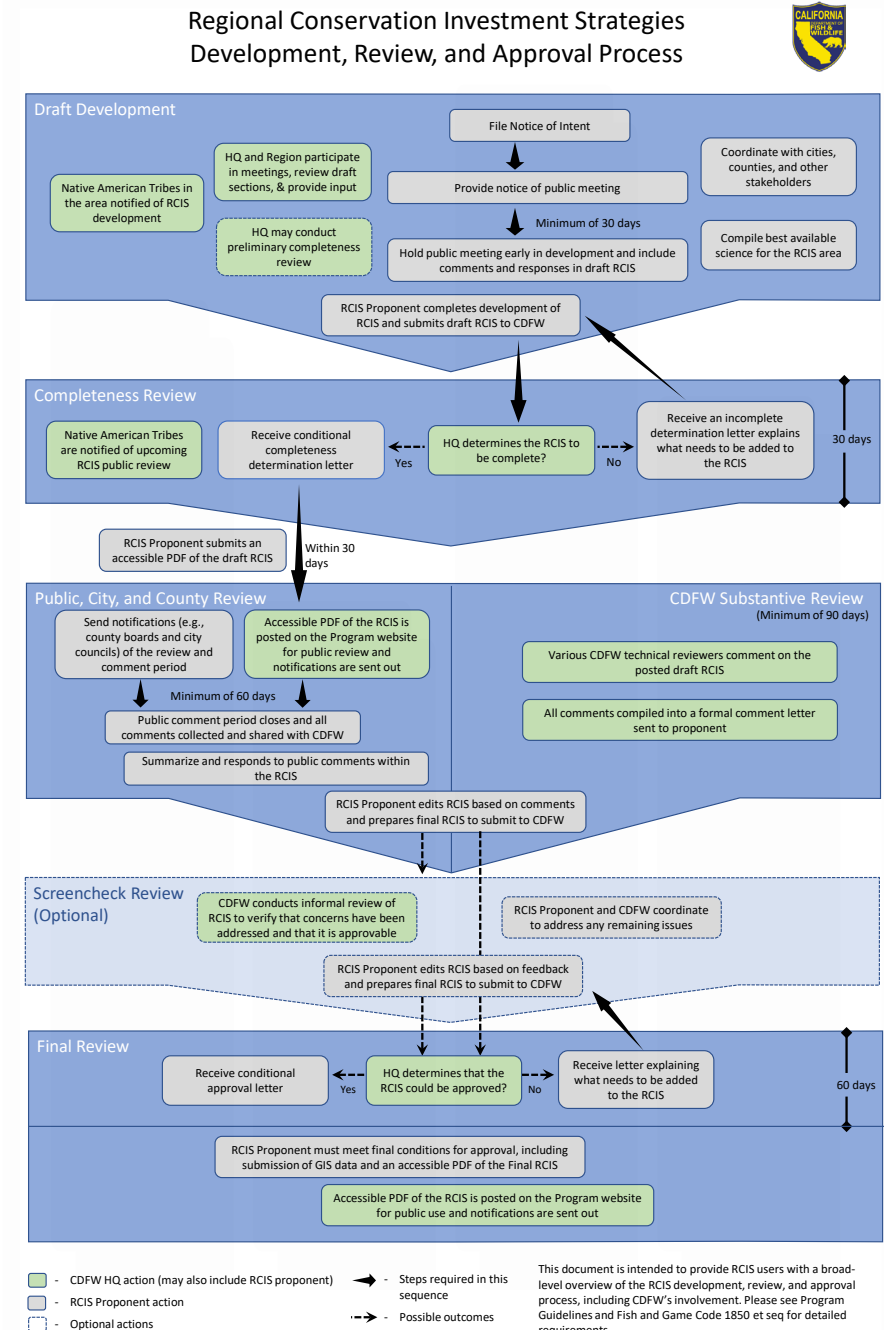 Regional Conservation Investment Strategies
Development, Review, and Approval Process
CALIFORNIA
DEPARTMENT OF
FISH &
WILDLIFE
Draft Development
File Notice of Intent
HQ and Region participate
in meetings, review draft
sections, & provide input
Native American Tribes in
the area notified of RCIS
development
HQ may conduct
preliminary completeness
review
Provide notice of public meeting
Minimum of 30 days
Hold public meeting early in development and include
comments and responses in draft RCIS
Coordinate with cities,
counties, and other
stakeholders
Compile best available
science for the RCIS area
RCIS Proponent completes development of
RCIS and submits draft RCIS to CDFW
Completeness Review
Native American Tribes
are notified of upcoming
RCIS public review
Receive conditional
completeness
determination letter
Yes
HQ determines the RCIS to
be complete?
No
Receive an incomplete
determination letter explains
what needs to be added to
the RCIS
30 days
RCIS Proponent submits an
accessible PDF of the draft RCIS
Within 30
days
Public, City, and County Review
Send notifications (e.g.,
county boards and city
councils) of the review and
comment period
Accessible PDF of the RCIS is
posted on the Program website
for public review and
notifications are sent out
Minimum of 60 days
Public comment period closes and all
comments collected and shared with CDFW
Summarize and responds to public comments within
the RCIS
CDFW Substantive Review
(Minimum of 90 days)
Various CDFW technical reviewers comment on the
posted draft RCIS
All comments compiled into a formal comment letter
sent to proponent
RCIS Proponent edits RCIS based on comments
and prepares final RCIS to submit to CDFW
Screencheck Review
(Optional)
CDFW conducts informal review of
RCIS to verify that concerns have been
addressed and that it is approvable
RCIS Proponent and CDFW coordinate
to address any remaining issues
RCIS Proponent edits RCIS based on feedback
and prepares final RCIS to submit to CDFW
Final Review
Receive conditional
approval letter
Yes
HQ determines that the
RCIS could be approved?
No
Receive letter explaining
what needs to be added
to the RCIS
60 days
RCIS Proponent must meet final conditions for approval, including
submission of GIS data and an accessible PDF of the Final RCIS
Accessible PDF of the RCIS is posted on the Program website
for public use and notifications are sent out
- CDFW HQ action (may also include RCIS proponent)
- RCIS Proponent action
- Optional actions
- Steps required in this
sequence
- Possible outcomes
This document is intended to provide RCIS users with a broad-
level overview of the RCIS development, review, and approval
process, including CDFW's involvement. Please see Program
Guidelines and Fish and Game Code 1850 et seq for detailed
requirements